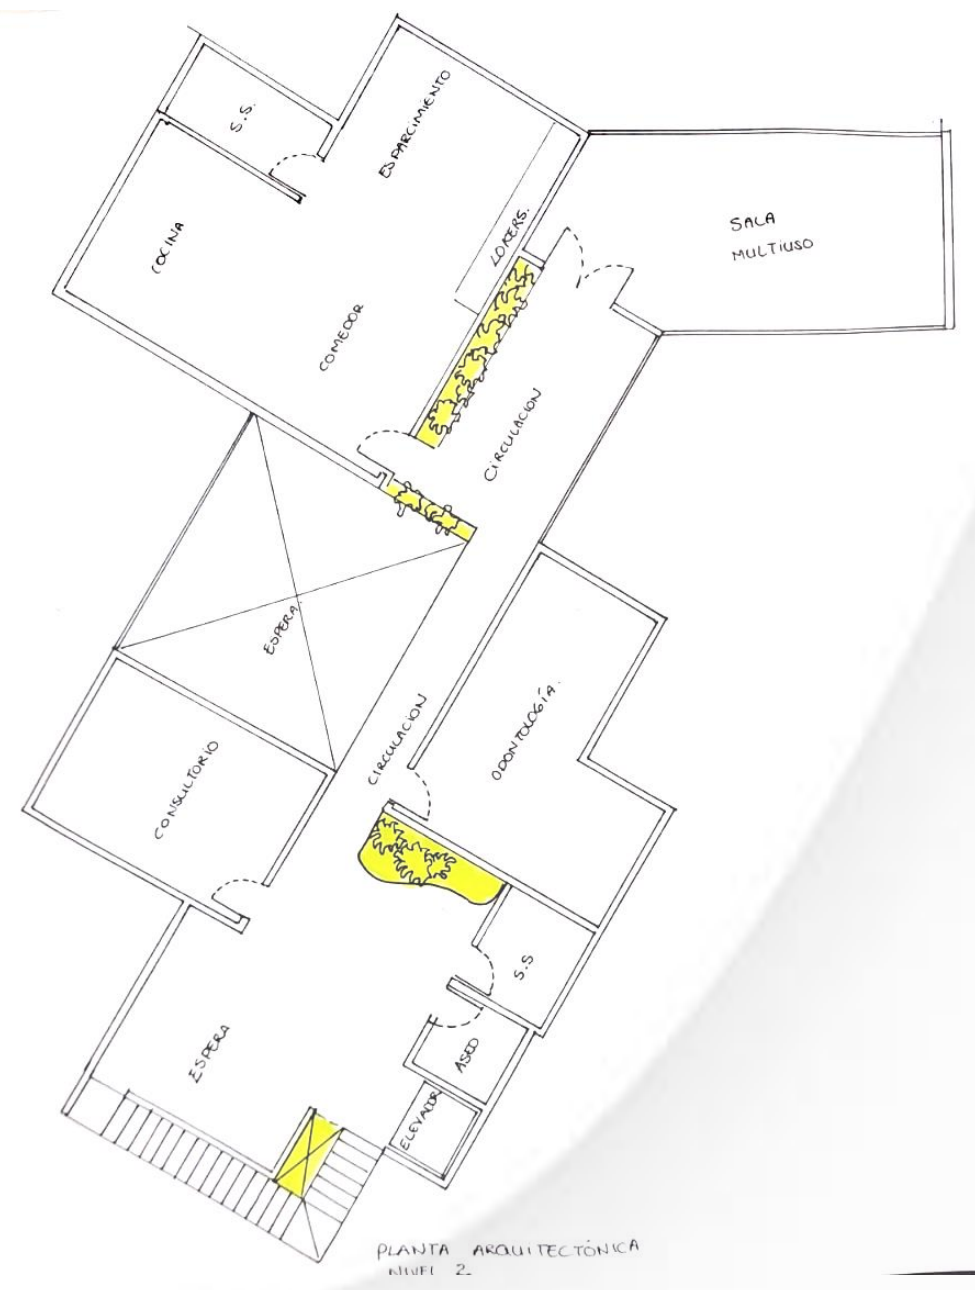 S.S.
ESPARCIMIENTO
COCINA
LOKERS.
SALA
MULTIUSO
COMEDOR
CIRCULACION
ESPERA
ODONTOLOGÍA.
CIRCULACION
CONSULTORIO
S.S
ESPERA
ASEO
ELEVADOR
PLANTA ARQUITECTÓNICA
NIVEL 2